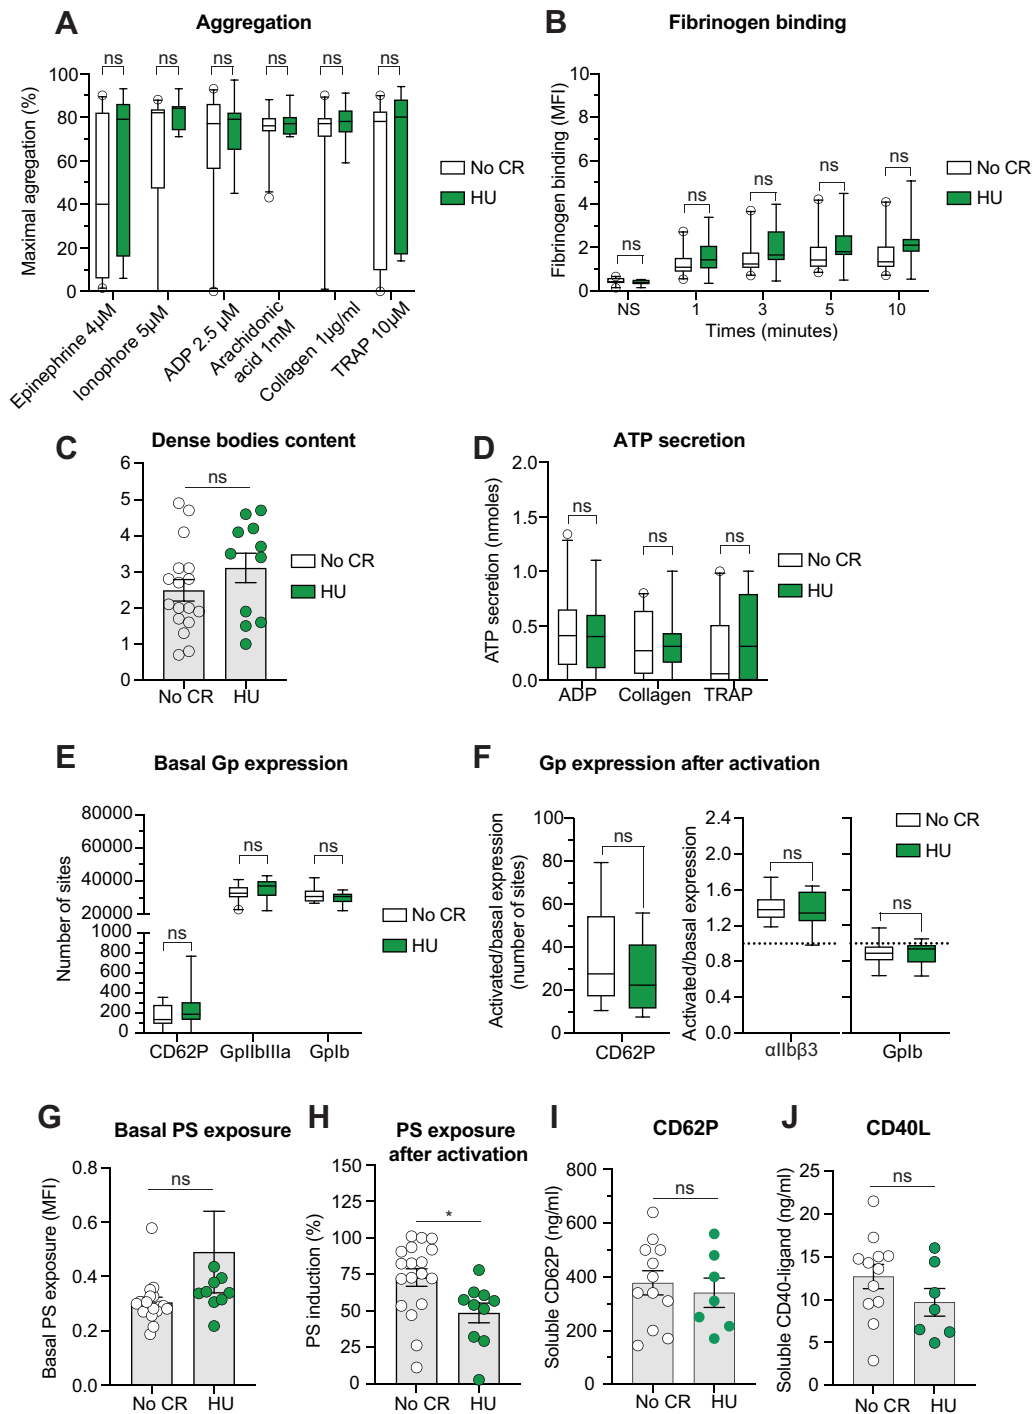 A
Aggregation
ns ns ns ns ns ns
100
80
60
40
20
0
Maximal agregation (%)
Epinephrine 4µM
Ionophore 5µM
ADP 2.5 µM
Arachidonic
acid 1mM
Collagen 1µg/ml
TRAP 10µM
No CR
HU
B
Fibrinogen binding
10
8
6
4
2
0
Fibrinogen binding (MFI)
ns ns ns ns ns
NS 1 3 5 10
Times (minutes)
No CR
HU
C
Dense bodies content
6
5
4
3
2
1
0
ns
No CR HU
No CR
HU
D
ATP secretion
2.0
1.5
1.0
0.5
0.0
ATP secretion (nmoles)
ns ns ns
ADP Collagen TRAP
No CR
HU
E
Basal Gp expression
80000
60000
40000
20000
1000
800
600
400
200
0
Number of sites
ns ns ns
CD62P GpIIbIIIa GpIb
No CR
HU
F
Gp expression after activation
100
80
60
40
20
0
Activated/basal expression
(number of sites)
ns
CD62P
2.4
2.0
1.6
1.2
0.8
0.4
0.0
Activated/basal expression
ns ns
αIIbβ3 GpIb
No CR
HU
G
Basal PS exposure
0.8
0.6
0.4
0.2
0.0
Basal PS exposure (MFI)
ns
No CR HU
H
PS exposure
after activation
150
125
100
75
50
25
0
PS induction (%)
*
No CR HU
I
CD62P
800
600
400
200
0
Soluble CD62P (ng/ml)
ns
No CR HU
J
CD40L
25
20
15
10
5
0
Soluble CD40-ligand (ng/ml)
ns
No CR HU